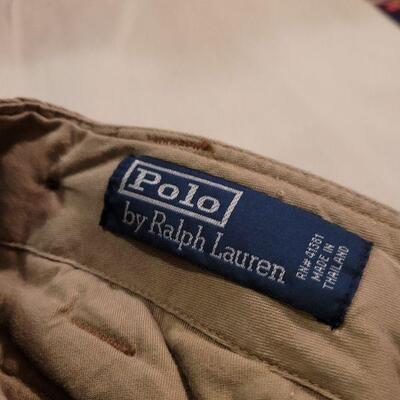 Polo
by Ralph Lauren
RN# 41381
MADE IN
THAILAND